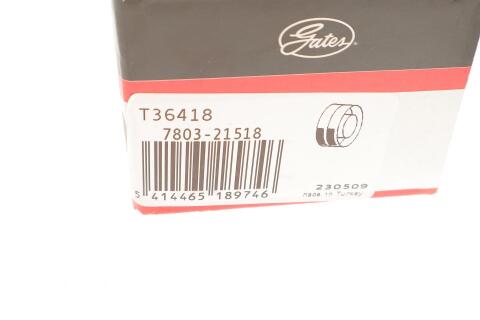 Gates
T36418
7803-21518
5 414465 189746
230509
Made in Turkey